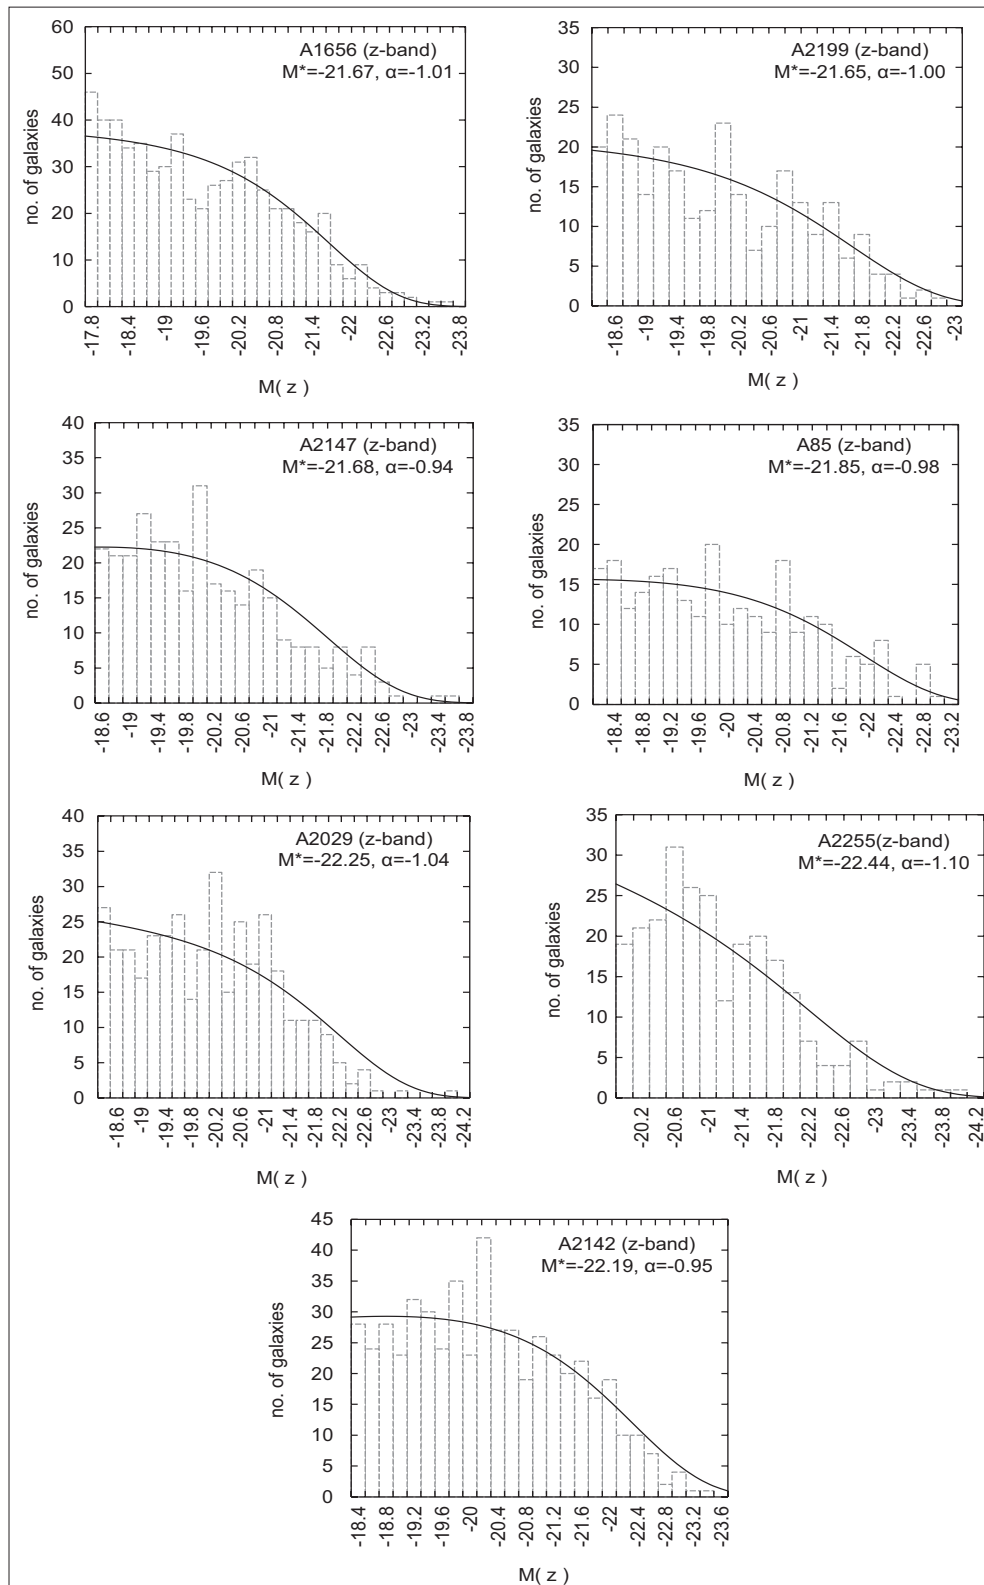 A1656 (z-band)
M*=-21.67, α=-1.01
no. of galaxies
60
50
40
30
20
10
0
-17.8 -18.4 -19 -19.6 -20.2 -20.8 -21.4 -22 -22.6 -23.2 -23.8
M( z )
A2199 (z-band)
M*=-21.65, α=-1.00
no. of galaxies
35
30
25
20
15
10
5
0
-18.6 -19 -19.4 -19.8 -20.2 -20.6 -21 -21.4 -21.8 -22.2 -22.6 -23
M( z )
A2147 (z-band)
M*=-21.68, α=-0.94
no. of galaxies
40
35
30
25
20
15
10
5
0
-18.6 -19 -19.4 -19.8 -20.2 -20.6 -21 -21.4 -21.8 -22.2 -22.6 -23 -23.4 -23.8
M( z )
A85 (z-band)
M*=-21.85, α=-0.98
no. of galaxies
35
30
25
20
15
10
5
0
-18.4 -18.8 -19.2 -19.6 -20 -20.4 -20.8 -21.2 -21.6 -22 -22.4 -22.8 -23.2
M( z )
A2029 (z-band)
M*=-22.25, α=-1.04
no. of galaxies
40
35
30
25
20
15
10
5
0
-18.6 -19 -19.4 -19.8 -20.2 -20.6 -21 -21.4 -21.8 -22.2 -22.6 -23 -23.4 -23.8 -24.2
M( z )
A2255(z-band)
M*=-22.44, α=-1.10
no. of galaxies
35
30
25
20
15
10
5
0
-20.2 -20.6 -21 -21.4 -21.8 -22.2 -22.6 -23 -23.4 -23.8 -24.2
M( z )
A2142 (z-band)
M*=-22.19, α=-0.95
no. of galaxies
45
40
35
30
25
20
15
10
5
0
-18.4 -18.8 -19.2 -19.6 -20 -20.4 -20.8 -21.2 -21.6 -22 -22.4 -22.8 -23.2 -23.6
M( z )